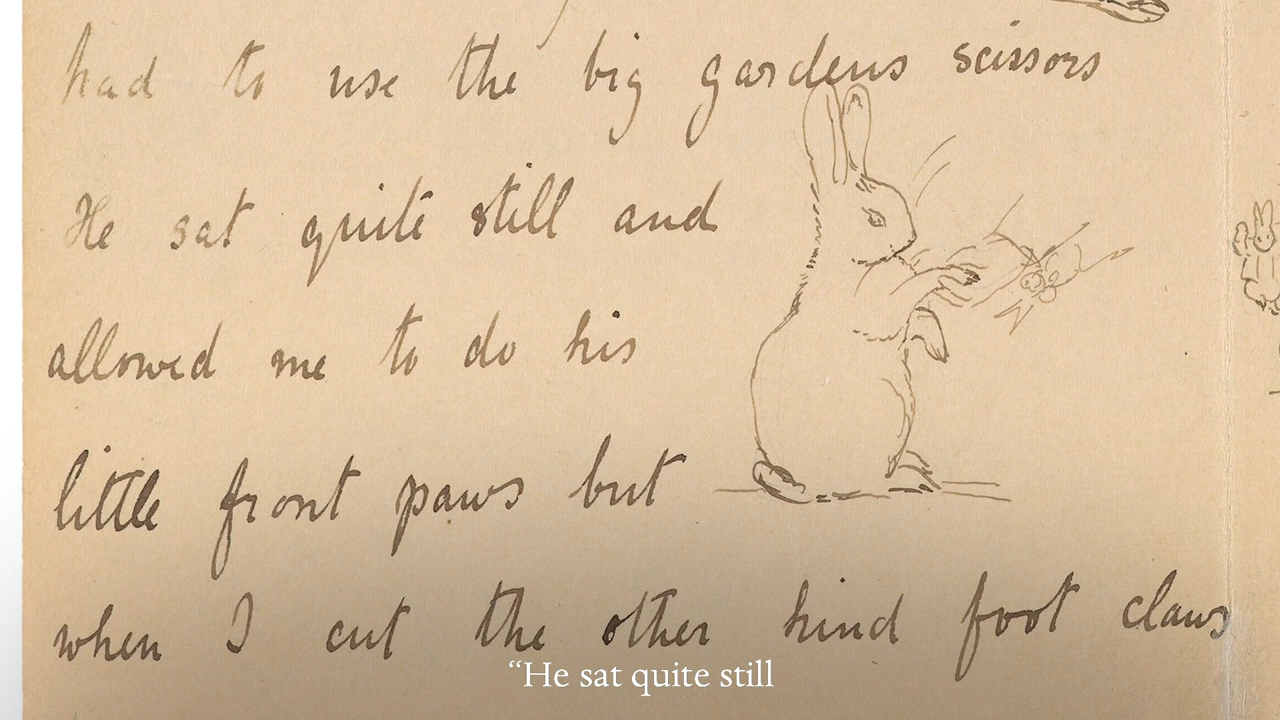 had to use the big gardens scissors
He sat quite still and
allowed me to do his
little front paws but
when I cut the other hind foot claws
“He sat quite still